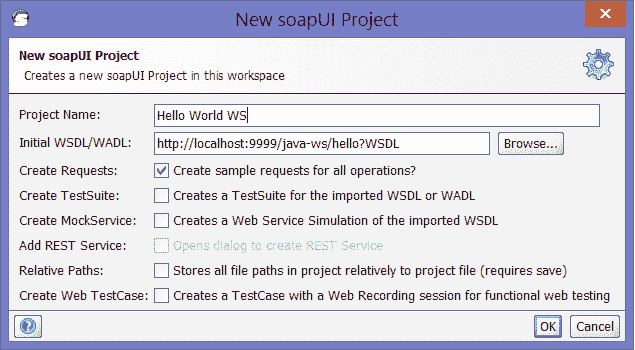 New soapUI Project
New soapUI Project
Creates a new soapUI Project in this workspace
Project Name: Hello World WS
Initial WSDL/WADL: http://localhost:9999/java-ws/hello?WSDL Browse...
Create Requests: Create sample requests for all operations?
Create TestSuite: Creates a TestSuite for the imported WSDL or WADL
Create MockService: Creates a Web Service Simulation of the imported WSDL
Add REST Service: Opens dialog to create REST Service
Relative Paths: Stores all file paths in project relatively to project file (requires save)
Create Web TestCase: Creates a TestCase with a Web Recording session for functional web testing
OK Cancel